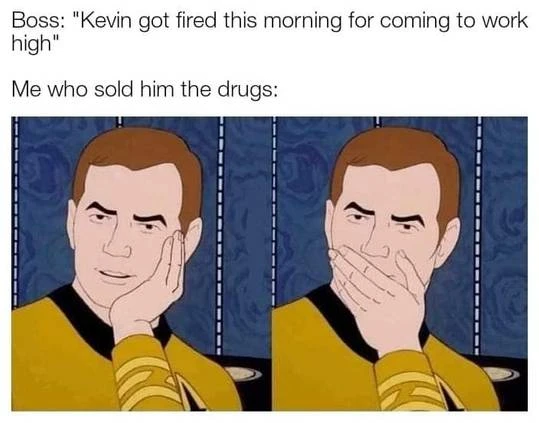 Boss: "Kevin got fired this morning for coming to work
high"
Me who sold him the drugs: